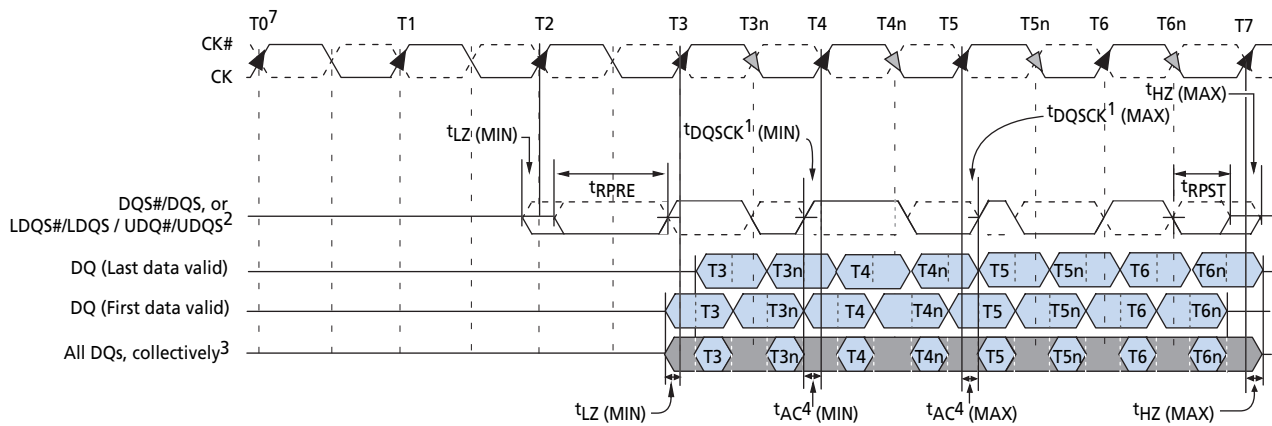 T0⁷ T1 T2 T3 T3n T4 T4n T5 T5n T6 T6n T7
CK#
CK
tHZ (MAX)
tLZ (MIN) tDQSCK¹ (MIN) tDQSCK¹ (MAX)
tRPRE tRPST
DQS#/DQS, or
LDQS#/LDQS / UDQ#/UDQS²
DQ (Last data valid) T3 T3n T4 T4n T5 T5n T6 T6n
DQ (First data valid) T3 T3n T4 T4n T5 T5n T6 T6n
All DQs, collectively³ T3 T3n T4 T4n T5 T5n T6 T6n
tLZ (MIN) tAC⁴ (MIN) tAC⁴ (MAX) tHZ (MAX)